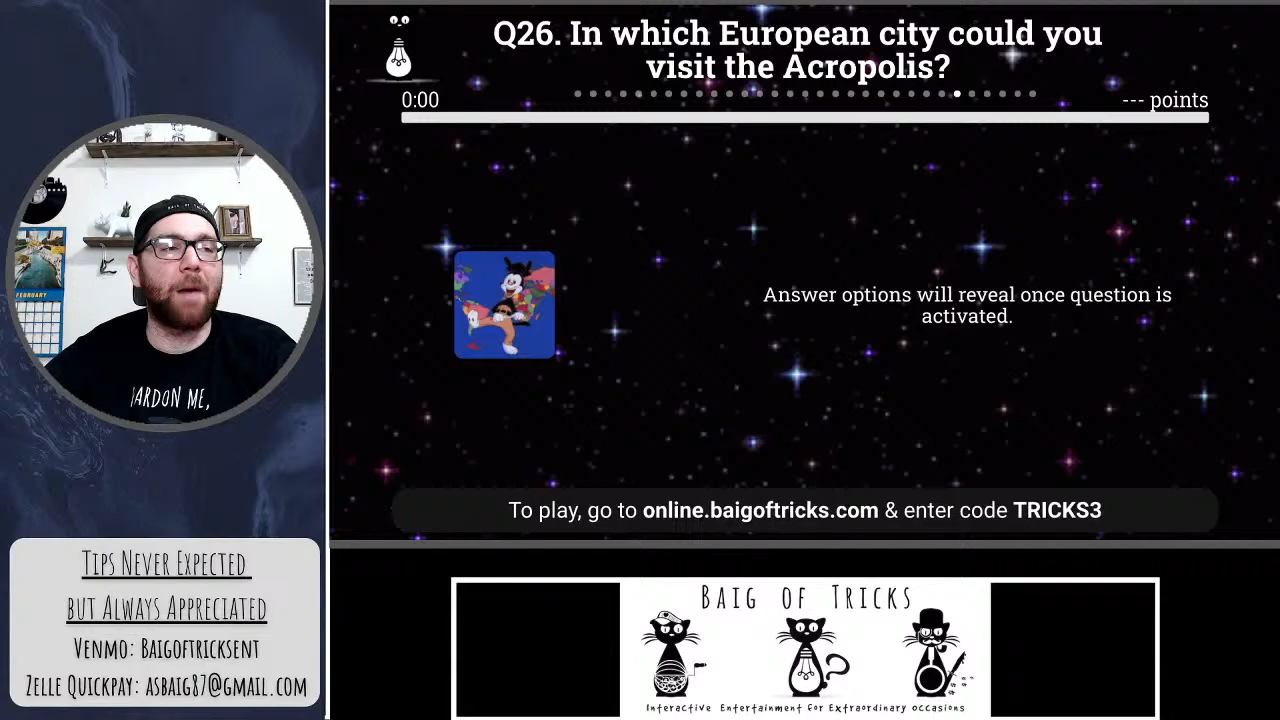 Q26. In which European city could you
visit the Acropolis?
0:00
--- points
Answer options will reveal once question is
activated.
To play, go to online.baigoftricks.com & enter code TRICKS3
FEBRUARY
PARDON ME,
Tips Never Expected
but Always Appreciated
Venmo: Baigoftricksent
Zelle Quickpay: asbaig87@gmail.com
Baig of Tricks
Interactive Entertainment for Extraordinary Occasions